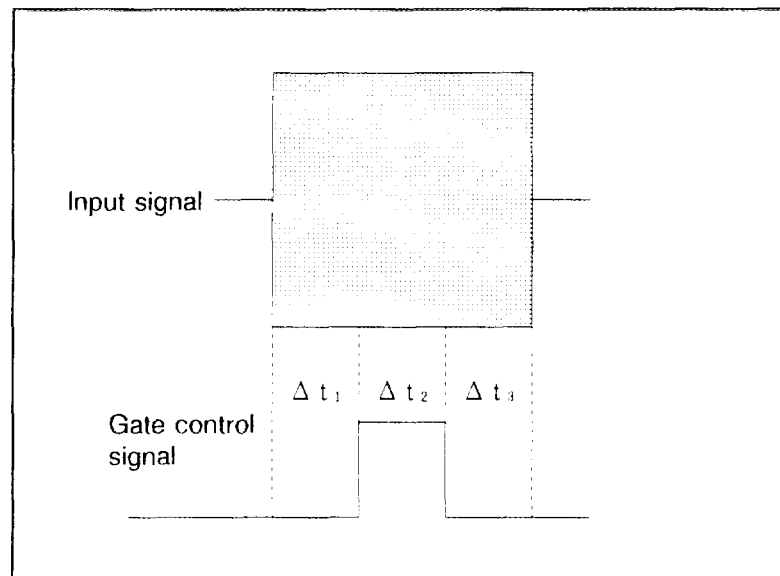 Input signal
Δ t₁ Δ t₂ Δ t₃
Gate control
signal